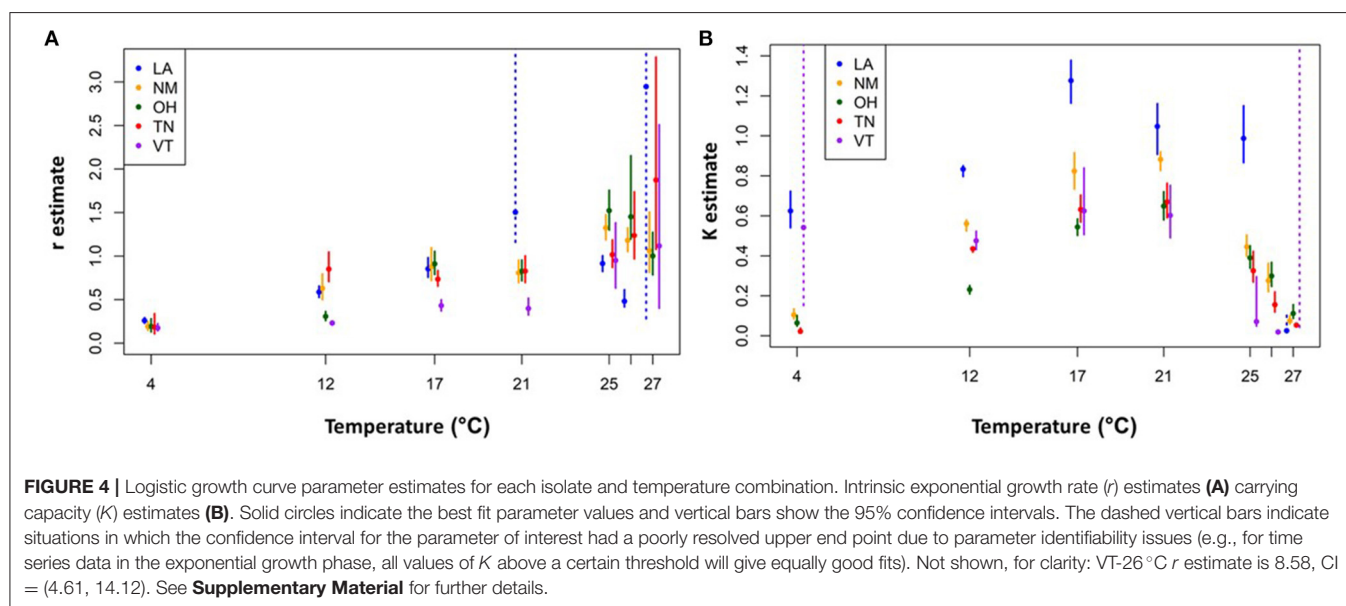 A
r estimate
3.0
2.5
2.0
1.5
1.0
0.5
0.0
LA
NM
OH
TN
VT
4
12
17
21
25
27
Temperature (°C)
B
K estimate
1.4
1.2
1.0
0.8
0.6
0.4
0.2
0.0
LA
NM
OH
TN
VT
4
12
17
21
25
27
Temperature (°C)
FIGURE 4 | Logistic growth curve parameter estimates for each isolate and temperature combination. Intrinsic exponential growth rate (r) estimates (A) carrying
capacity (K) estimates (B). Solid circles indicate the best fit parameter values and vertical bars show the 95% confidence intervals. The dashed vertical bars indicate
situations in which the confidence interval for the parameter of interest had a poorly resolved upper end point due to parameter identifiability issues (e.g., for time
series data in the exponential growth phase, all values of K above a certain threshold will give equally good fits). Not shown, for clarity: VT-26 °C r estimate is 8.58, CI
= (4.61, 14.12). See Supplementary Material for further details.